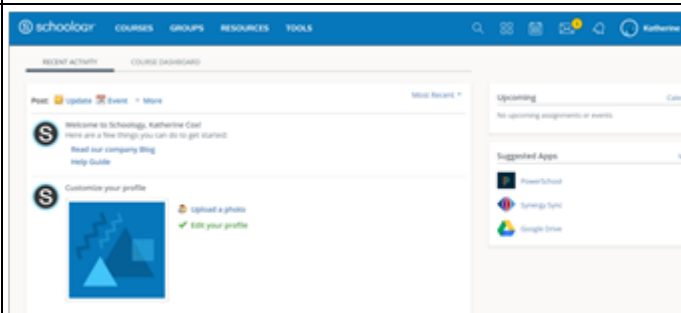 S schoology COURSES GROUPS RESOURCES TOOLS Katherine
RECENT ACTIVITY COURSE DASHBOARD
Post: Update Event More Most Recent
Welcome to Schoology, Katherine Cox!
Here are a few things you can do to get started:
Read our company Blog
Help Guide
Customize your profile
Upload a photo
Edit your profile
Upcoming
No upcoming assignments or events
Suggested Apps
PowerSchool
Synergy Sync
Google Drive